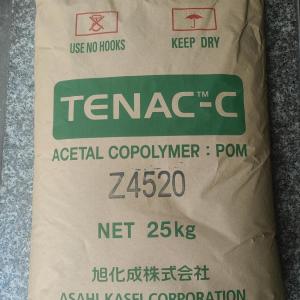 USE NO HOOKS KEEP DRY
TENAC™-C
ACETAL COPOLYMER : POM
Z4520
NET 25kg
旭化成株式会社
ASAHI KASEI CORPORATION